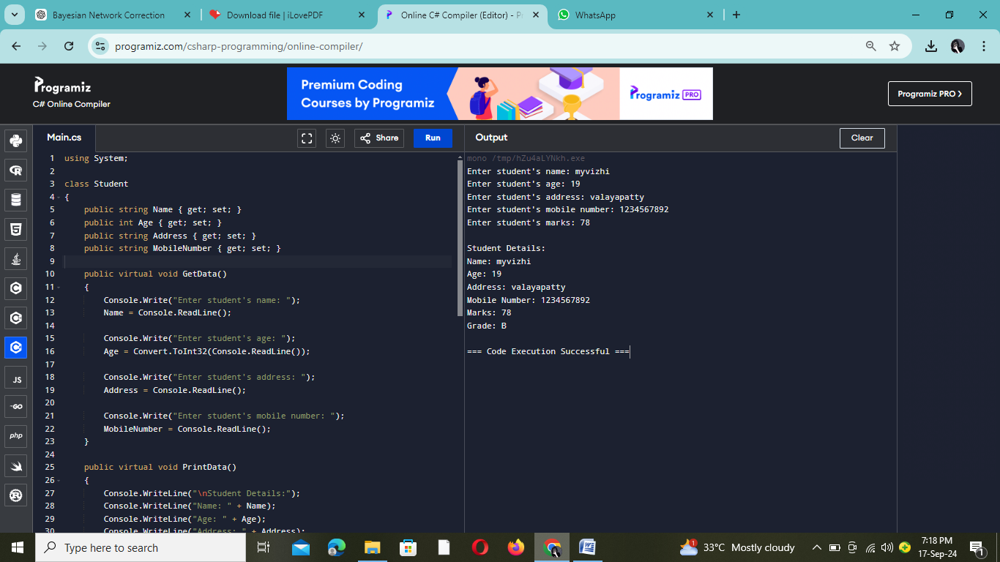 Bayesian Network Correction
Download file | iLovePDF
Online C# Compiler (Editor) - P
WhatsApp
programiz.com/csharp-programming/online-compiler/
Programiz
C# Online Compiler
Premium Coding
Courses by Programiz
Programiz PRO
Programiz PRO
Main.cs
Share
Run
Output
Clear
1 using System;
2
3 class Student
4 {
5 public string Name { get; set; }
6 public int Age { get; set; }
7 public string Address { get; set; }
8 public string MobileNumber { get; set; }
9
10 public virtual void GetData()
11 {
12 Console.Write("Enter student's name: ");
13 Name = Console.ReadLine();
14
15 Console.Write("Enter student's age: ");
16 Age = Convert.ToInt32(Console.ReadLine());
17
18 Console.Write("Enter student's address: ");
19 Address = Console.ReadLine();
20
21 Console.Write("Enter student's mobile number: ");
22 MobileNumber = Console.ReadLine();
23 }
24
25 public virtual void PrintData()
26 {
27 Console.WriteLine("\nStudent Details:");
28 Console.WriteLine("Name: " + Name);
29 Console.WriteLine("Age: " + Age);
30 Console.WriteLine("Address: " + Address);
mono /tmp/hZu4aLYNkh.exe
Enter student's name: myvizhi
Enter student's age: 19
Enter student's address: valayapatty
Enter student's mobile number: 1234567892
Enter student's marks: 78
Student Details:
Name: myvizhi
Age: 19
Address: valayapatty
Mobile Number: 1234567892
Marks: 78
Grade: B
=== Code Execution Successful ===
JS
GO
php
Type here to search
1
33°C Mostly cloudy
7:18 PM
17-Sep-24
1